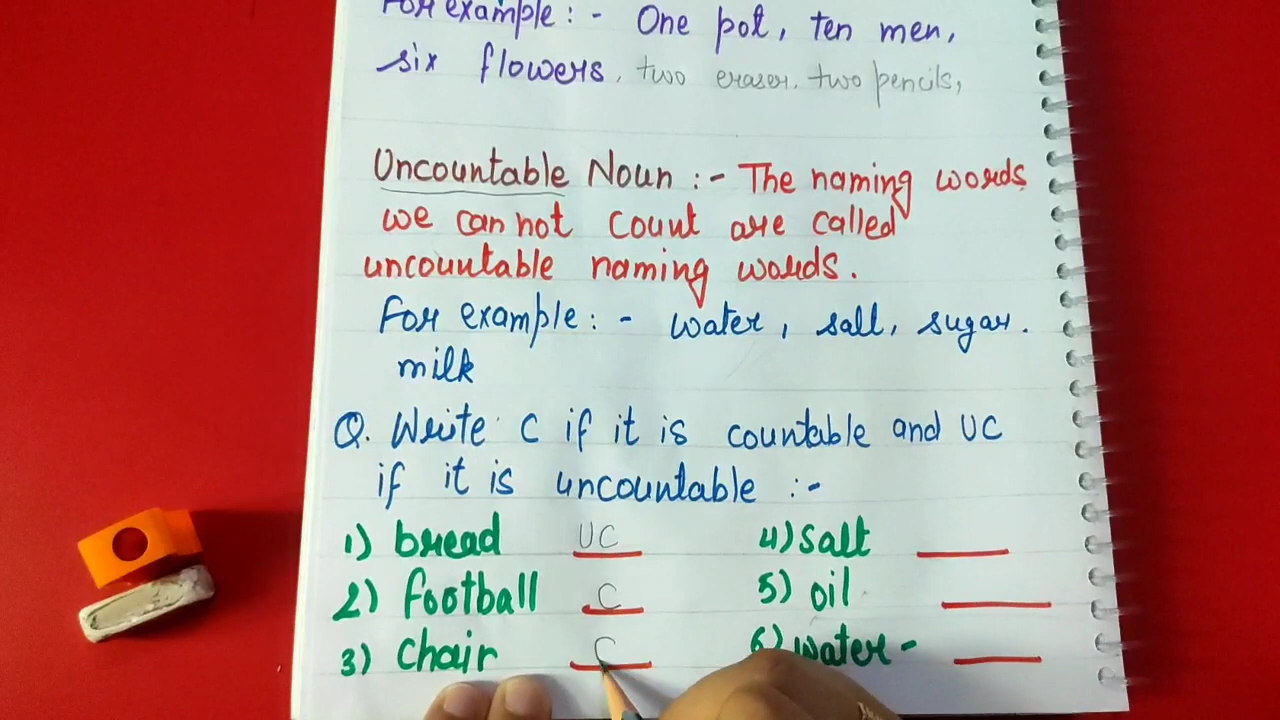 For example : - One pot, ten men,
six flowers, two eraser. two pencils,
Uncountable Noun :- The naming words
we can not count are called
uncountable naming words.
For example : - water, salt, sugar.
milk
Q. Write C if it is countable and UC
if it is uncountable :-
1) bread UC 4) salt
2) football C 5) oil
3) chair C 6) water -